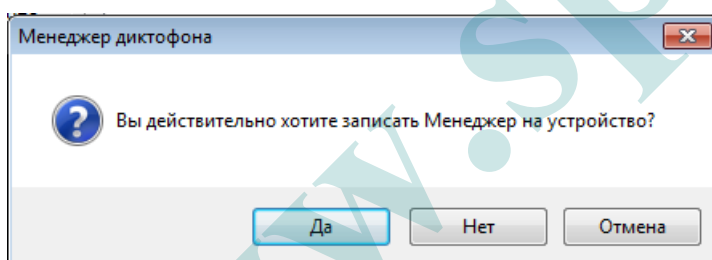 Менеджер диктофона
Вы действительно хотите записать Менеджер на устройство?
Да
Нет
Отмена